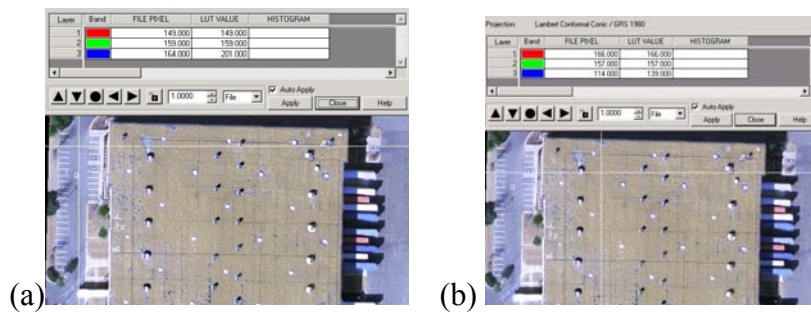 Layer Band FILE PIXEL LUT VALUE HISTOGRAM
1 149.000 149.000
2 159.000 159.000
3 164.000 201.000
1.0000 File Auto Apply
Apply Close Help
(a)
Projection: Lambert Conformal Conic / GRS 1980
Layer Band FILE PIXEL LUT VALUE HISTOGRAM
1 166.000 166.000
2 157.000 157.000
3 114.000 139.000
1.0000 File Auto Apply
Apply Close Help
(b)